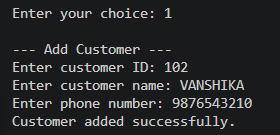 Enter your choice: 1
--- Add Customer ---
Enter customer ID: 102
Enter customer name: VANSHIKA
Enter phone number: 9876543210
Customer added successfully.